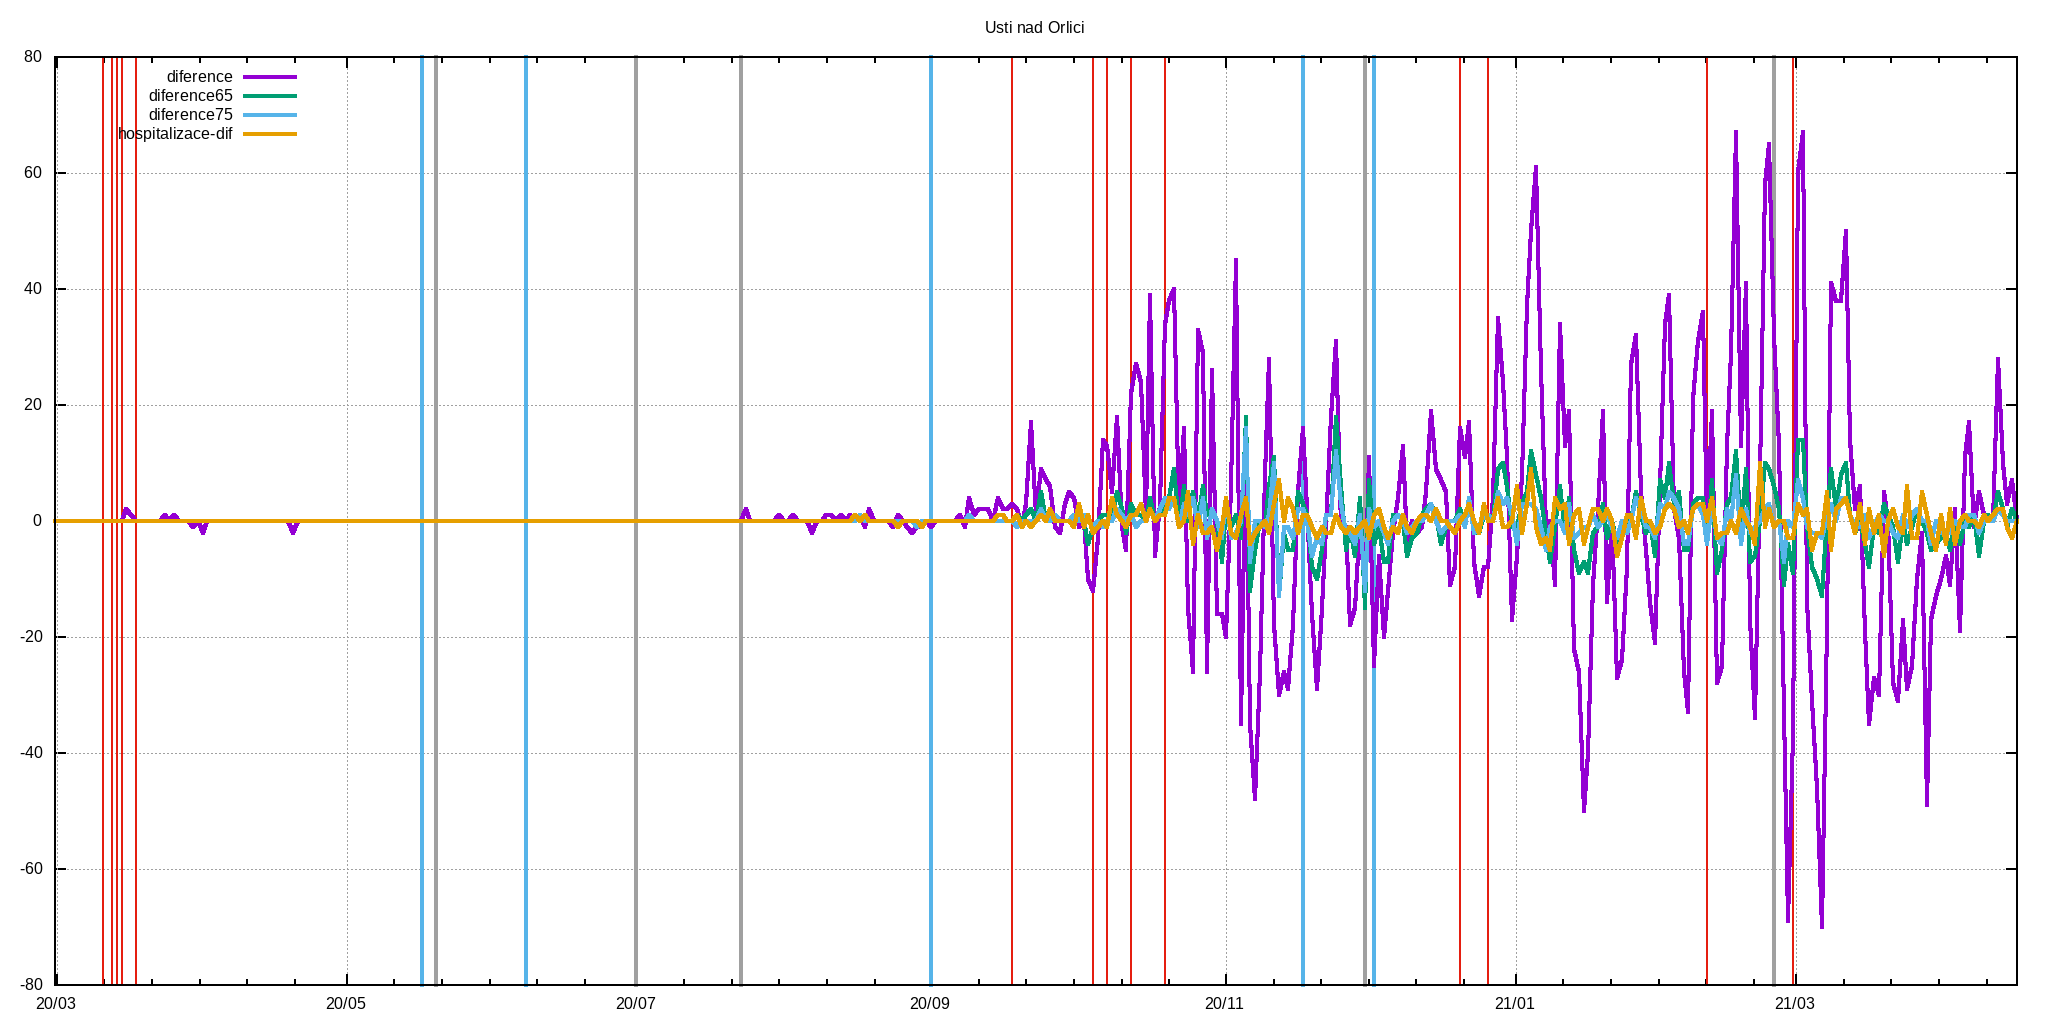 Usti nad Orlici
80
60
40
20
0
-20
-40
-60
-80
diference
diference65
diference75
hospitalizace-dif
20/03 20/05 20/07 20/09 20/11 21/01 21/03